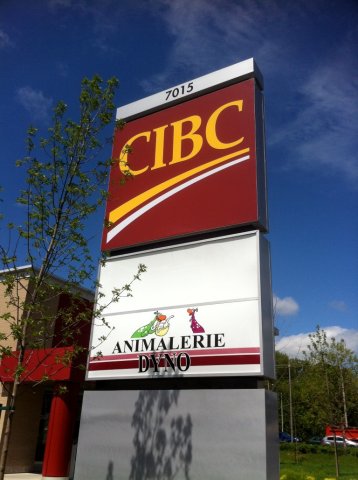 7015
CIBC
ANIMALERIE
DYNO